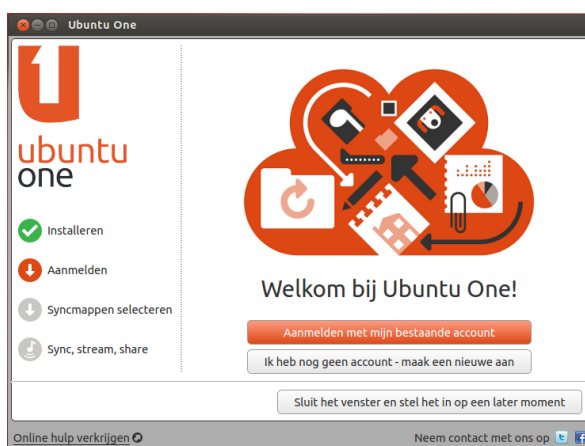 Ubuntu One
ubuntu
one
Installeren
Aanmelden
Syncmappen selecteren
Sync, stream, share
Welkom bij Ubuntu One!
Aanmelden met mijn bestaande account
Ik heb nog geen account - maak een nieuwe aan
Sluit het venster en stel het in op een later moment
Online hulp verkrijgen
Neem contact met ons op